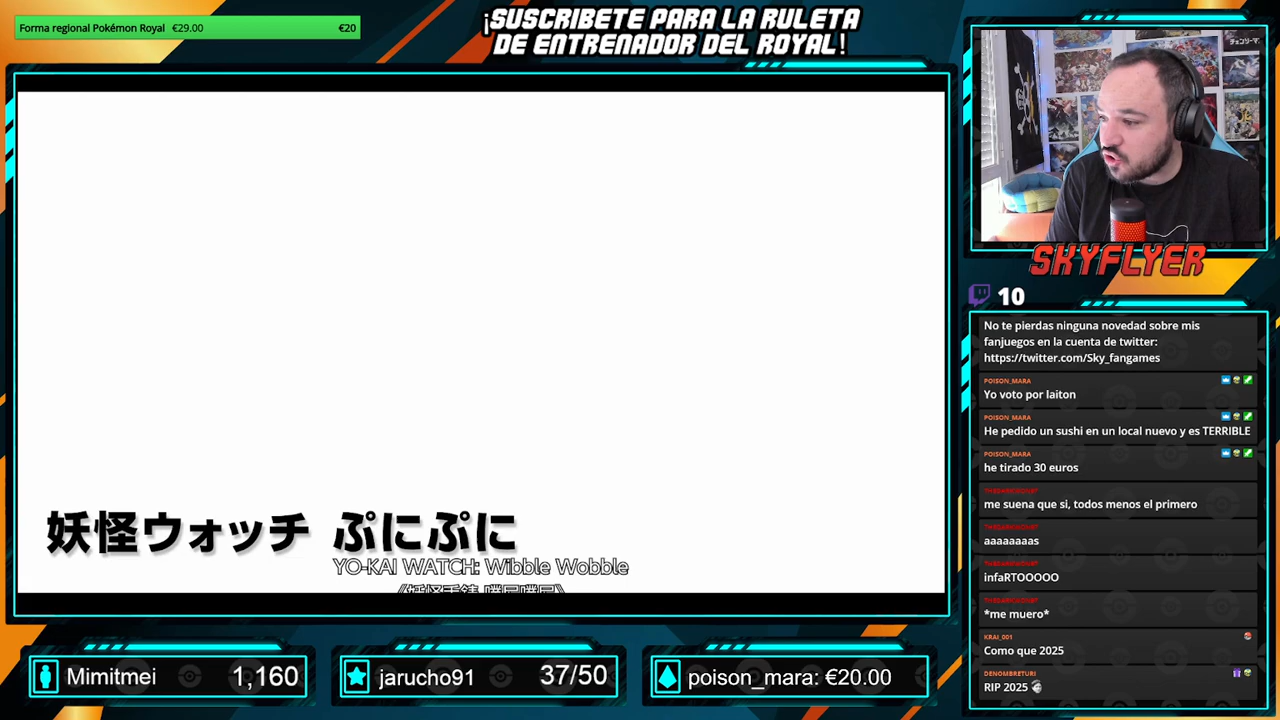 Forma regional Pokémon Royal €29.00 €20
¡SUSCRIBETE PARA LA RULETA
DE ENTRENADOR DEL ROYAL!
妖怪ウォッチ ぷにぷに
YO-KAI WATCH: Wibble Wobble
SKYFLYER
10
No te pierdas ninguna novedad sobre mis
fanjuegos en la cuenta de twitter:
https://twitter.com/Sky_fangames
POISON_MARA
Yo voto por laiton
POISON_MARA
He pedido un sushi en un local nuevo y es TERRIBLE
POISON_MARA
he tirado 30 euros
me suena que si, todos menos el primero
aaaaaaaas
infaRTOOOOO
*me muero*
KRAI_001
Como que 2025
DENOMBRETURI
RIP 2025
Mimitmei 1,160
jarucho91 37/50
poison_mara: €20.00